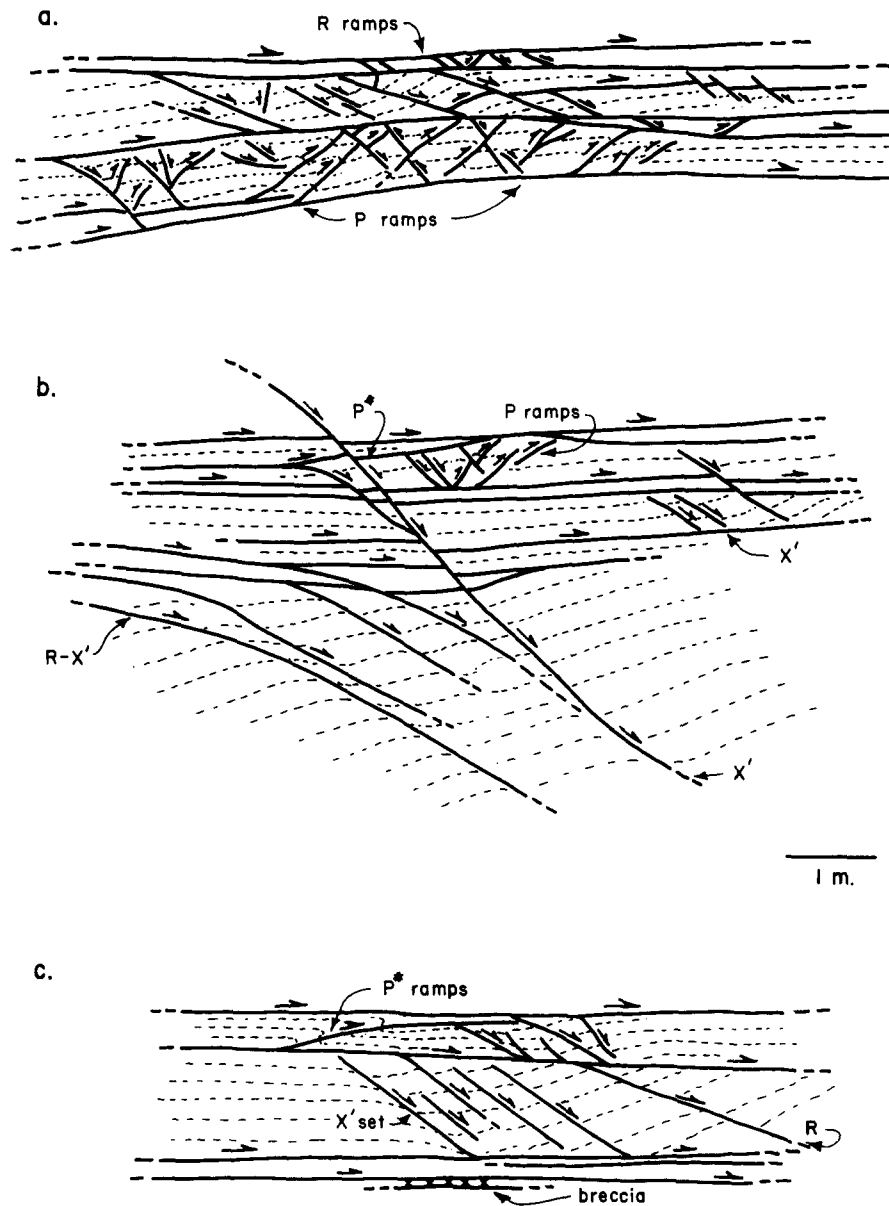 a.
R ramps
P ramps
b.
P*
P ramps
X'
R-X'
X'
1 m.
c.
P* ramps
X' set
R
breccia